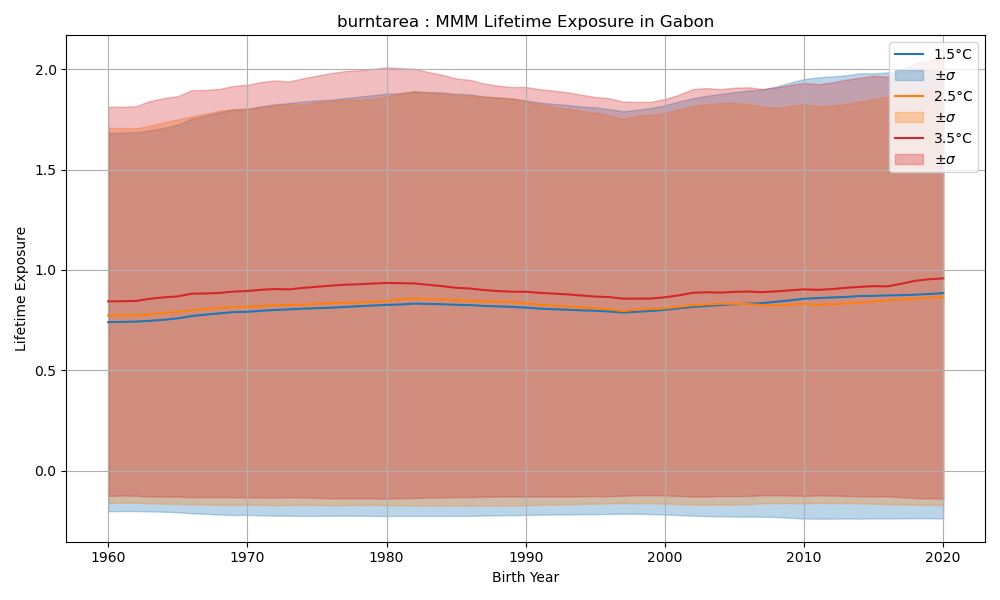 burntarea : MMM Lifetime Exposure in Gabon
2.0
1.5
1.0
0.5
0.0
Lifetime Exposure
1960 1970 1980 1990 2000 2010 2020
Birth Year
1.5°C
±σ
2.5°C
±σ
3.5°C
±σ